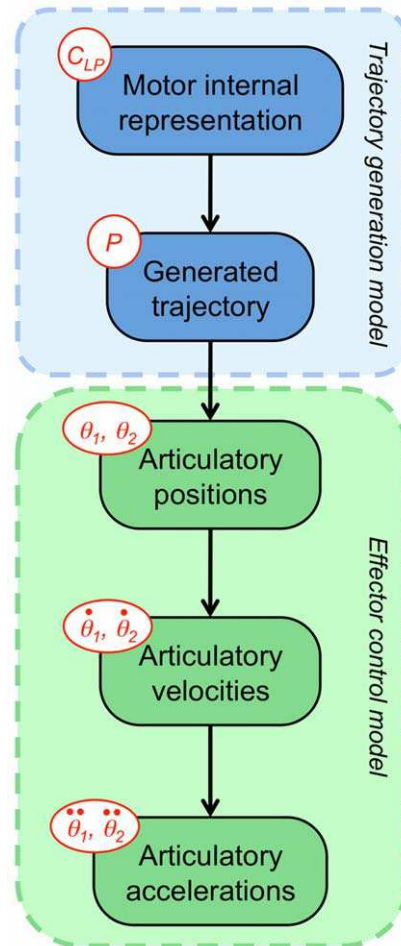 C_LP
Motor internal
representation
P
Generated
trajectory
Trajectory generation model
θ₁, θ₂
Articulatory
positions
θ̇₁, θ̇₂
Articulatory
velocities
θ̈₁, θ̈₂
Articulatory
accelerations
Effector control model